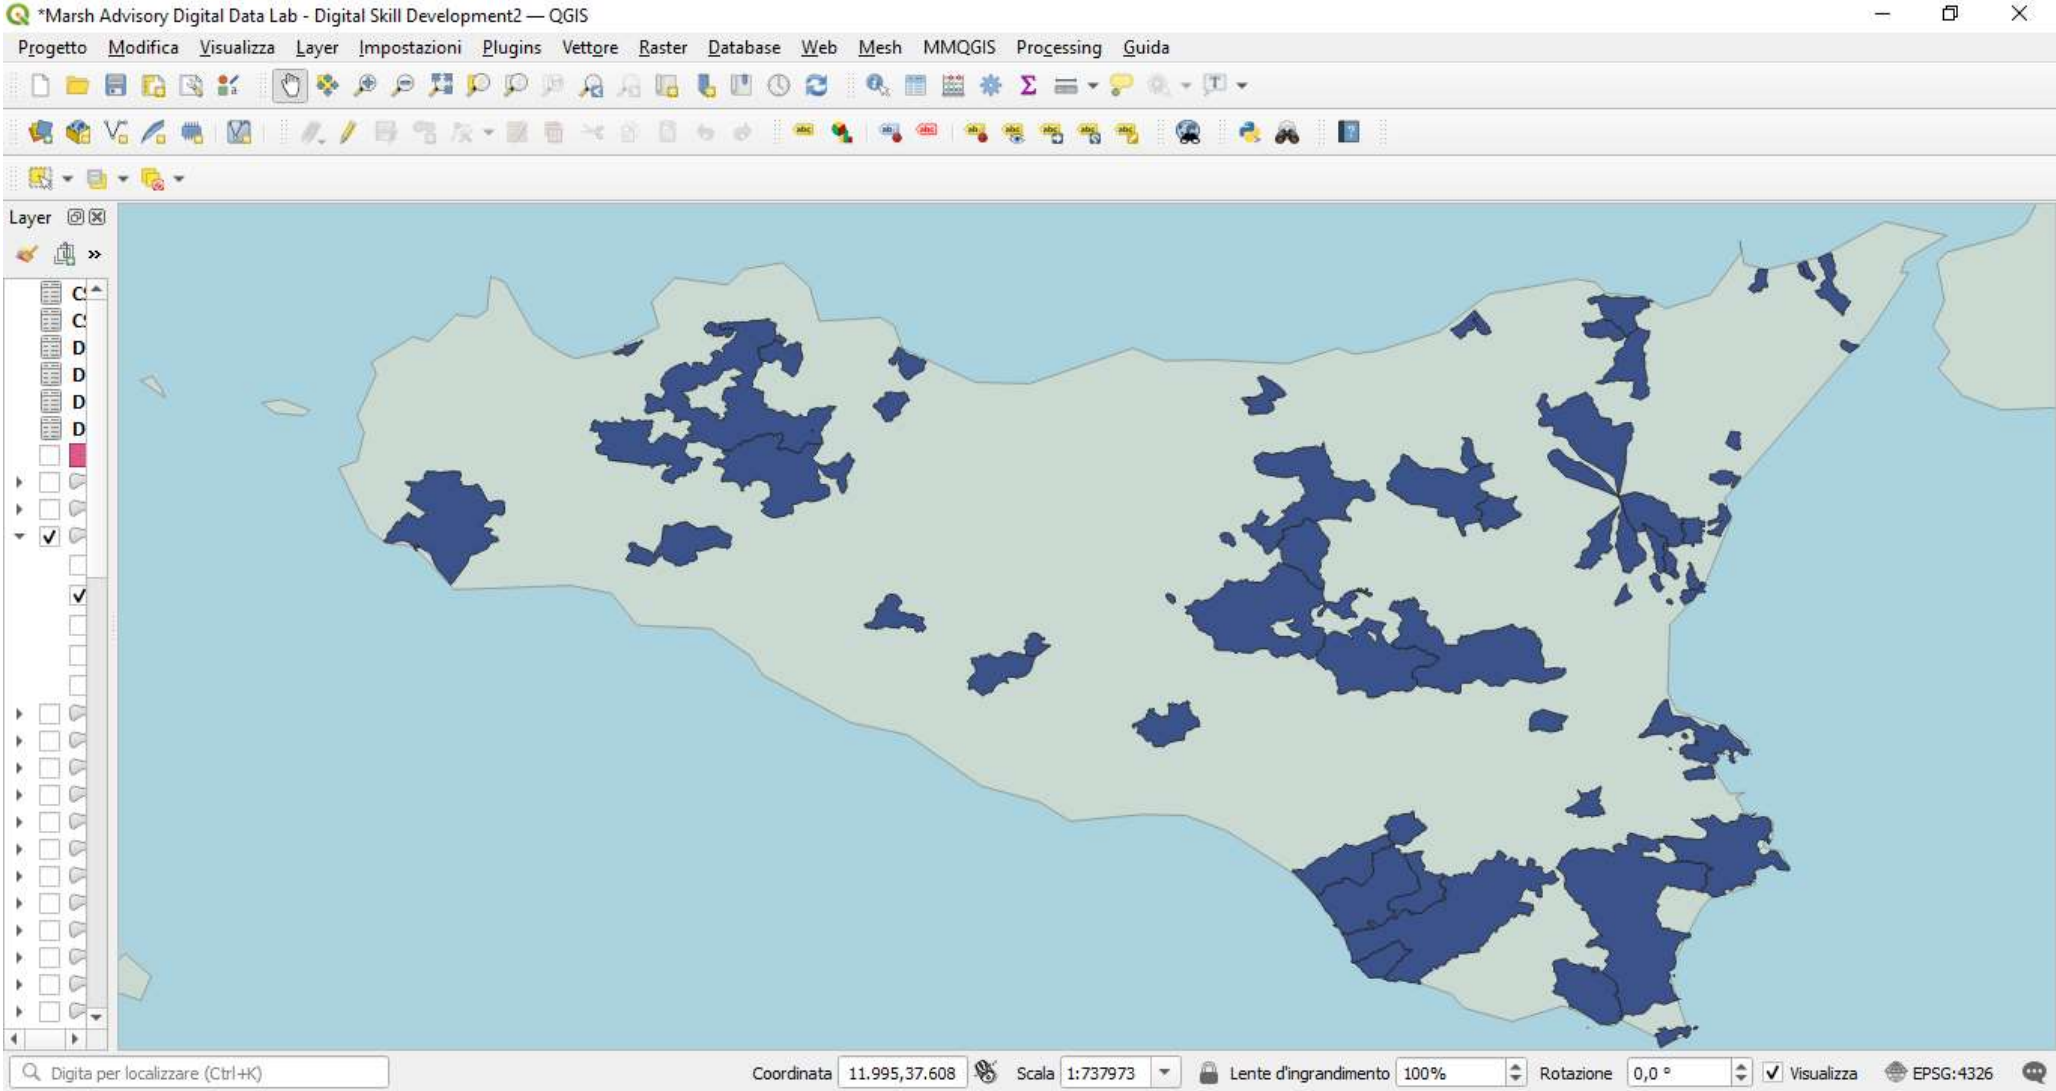 *Marsh Advisory Digital Data Lab - Digital Skill Development2 — QGIS
Progetto Modifica Visualizza Layer Impostazioni Plugins Vettore Raster Database Web Mesh MMQGIS Processing Guida
Layer
D
D
D
D
Digita per localizzare (Ctrl+K) Coordinata 11.995,37.608 Scala 1:737973 Lente d'ingrandimento 100% Rotazione 0,0 ° Visualizza EPSG:4326